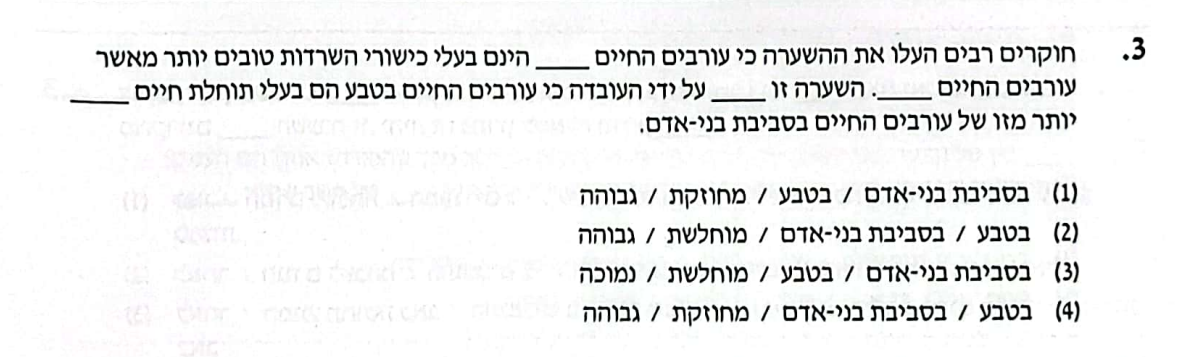 3. חוקרים רבים העלו את ההשערה כי עורבים החיים ____ הינם בעלי כישורי השרדות טובים יותר מאשר
עורבים החיים ____. השערה זו ____ על ידי העובדה כי עורבים החיים בטבע הם בעלי תוחלת חיים ____
יותר מזו של עורבים החיים בסביבת בני-אדם.
(1) בסביבת בני-אדם / בטבע / מחוזקת / גבוהה
(2) בטבע / בסביבת בני-אדם / מוחלשת / גבוהה
(3) בסביבת בני-אדם / בטבע / מוחלשת / נמוכה
(4) בטבע / בסביבת בני-אדם / מחוזקת / גבוהה